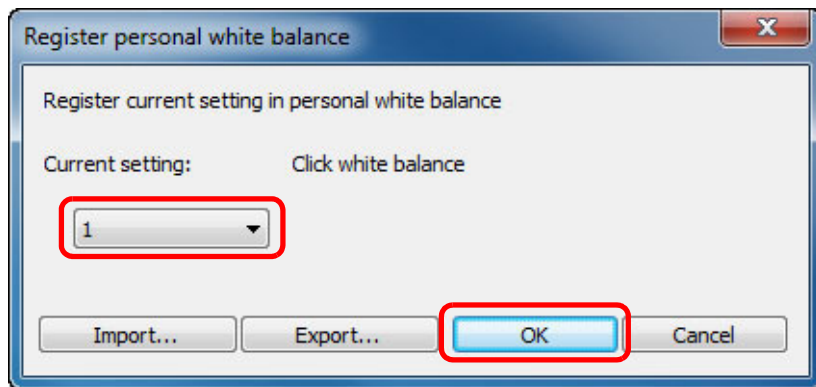 Register personal white balance
Register current setting in personal white balance
Current setting: Click white balance
1
Import... Export... OK Cancel